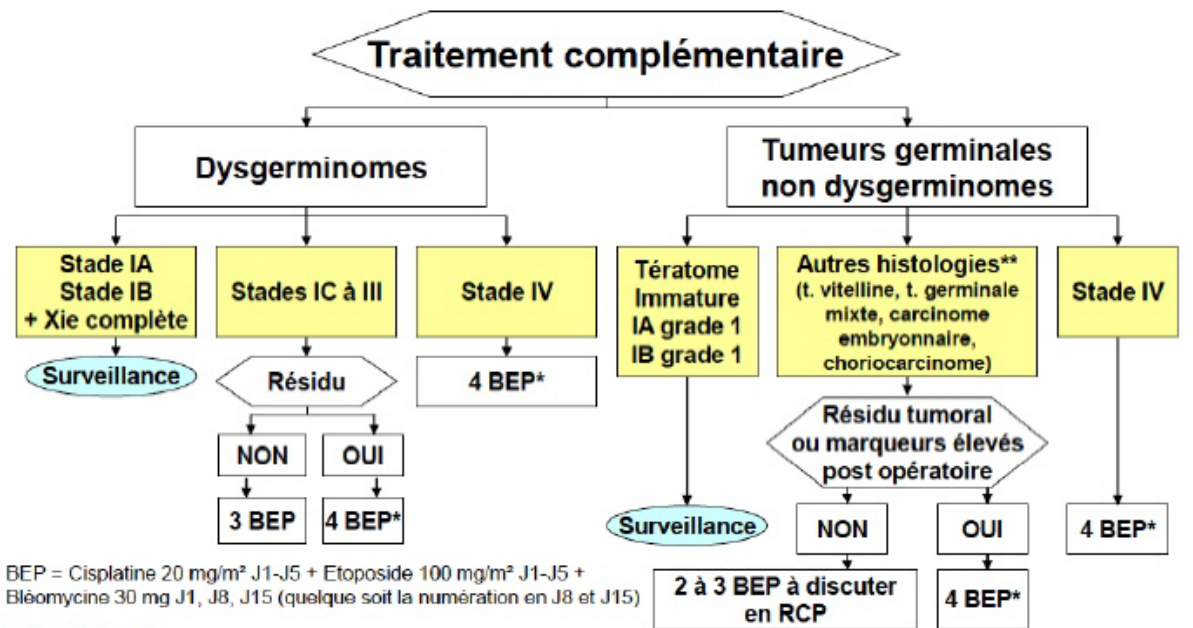 Traitement complémentaire
Dysgerminomes
Tumeurs germinales
non dysgerminomes
Stade IA
Stade IB
+ Xie complète
Stades IC à III
Stade IV
Tératome
Immature
IA grade 1
IB grade 1
Autres histologies**
(t. vitelline, t. germinale
mixte, carcinome
embryonnaire,
choriocarcinome)
Stade IV
Surveillance
Résidu
4 BEP*
Résidu tumoral
ou marqueurs élevés
post opératoire
NON
OUI
3 BEP
4 BEP*
Surveillance
NON
OUI
4 BEP*
2 à 3 BEP à discuter
en RCP
4 BEP*
BEP = Cisplatine 20 mg/m² J1-J5 + Etoposide 100 mg/m² J1-J5 +
Bléomycine 30 mg J1, J8, J15 (quelque soit la numération en J8 et J15)